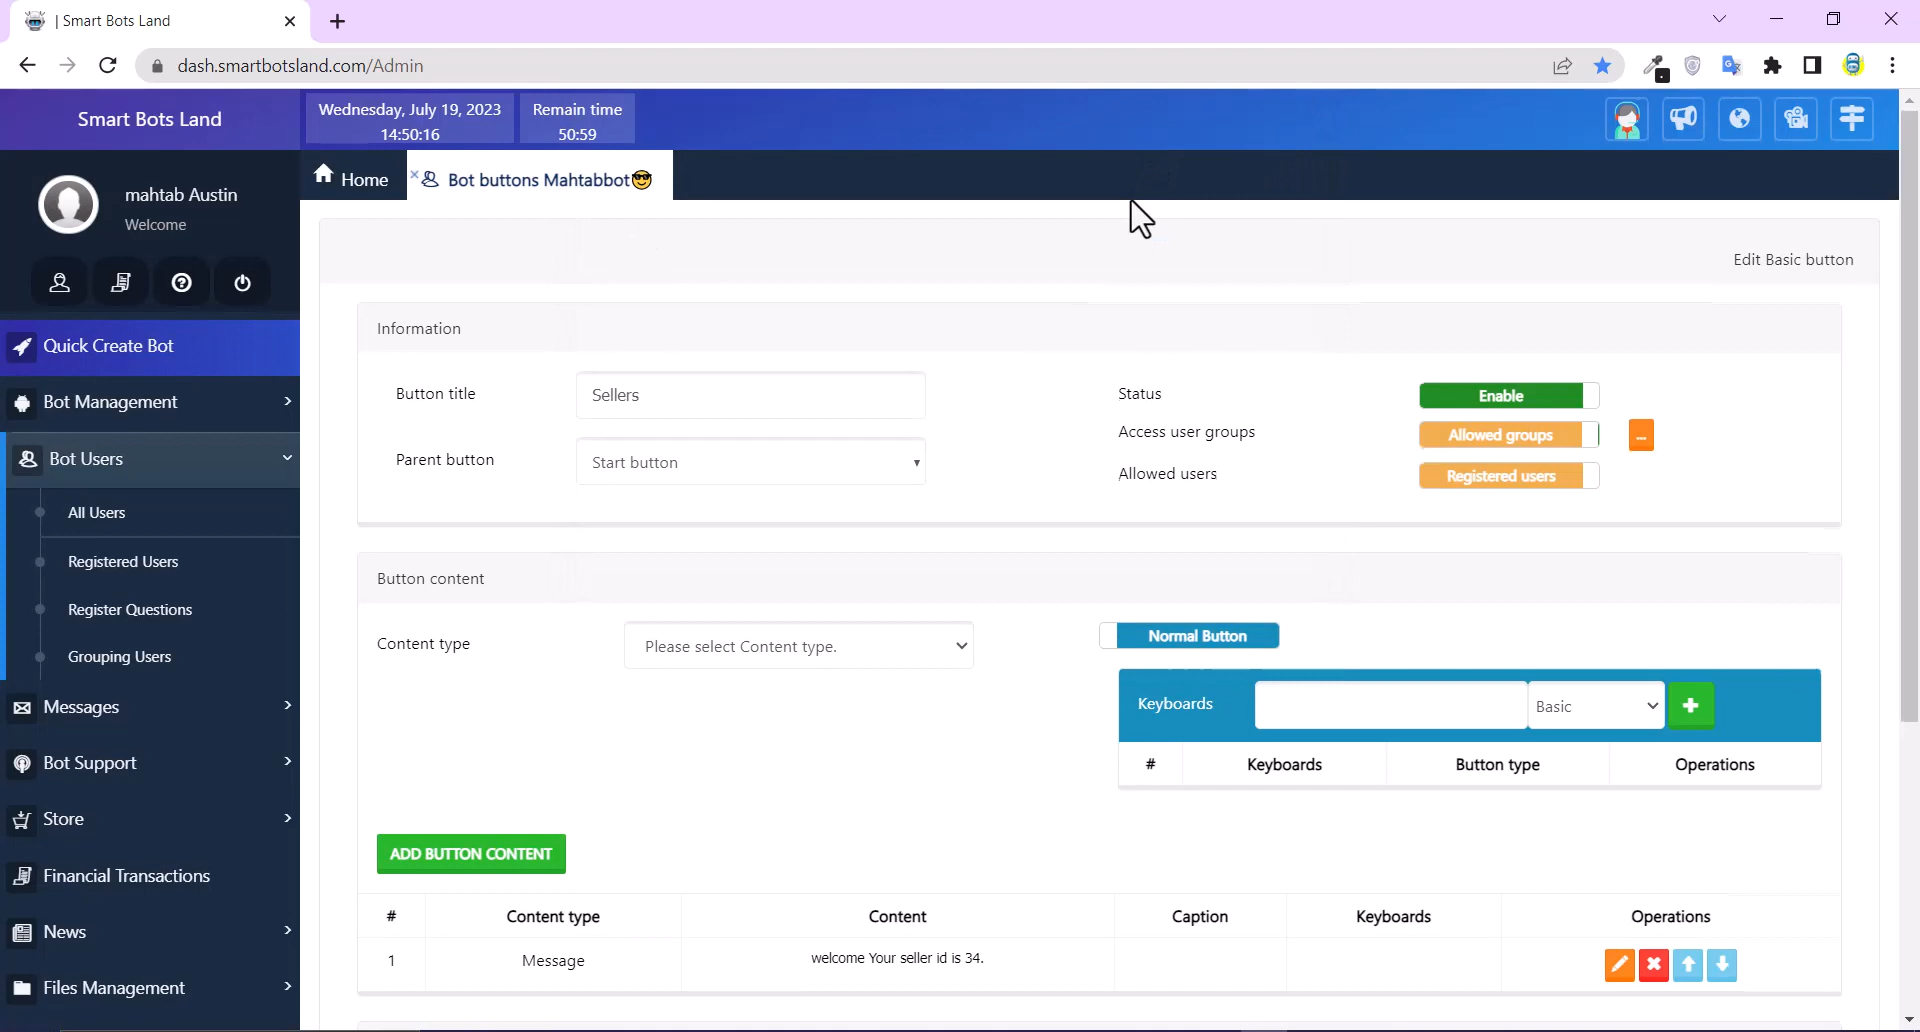 | Smart Bots Land
dash.smartbotsland.com/Admin
Smart Bots Land
Wednesday, July 19, 2023
14:50:16
Remain time
50:59
mahtab Austin
Welcome
Home
Bot buttons Mahtabbot😎
Quick Create Bot
Bot Management
Bot Users
All Users
Registered Users
Register Questions
Grouping Users
Messages
Bot Support
Store
Financial Transactions
News
Files Management
Edit Basic button
Information
Button title
Sellers
Parent button
Start button
Status
Enable
Access user groups
Allowed groups
...
Allowed users
Registered users
Button content
Content type
Please select Content type.
Normal Button
Keyboards
Basic
# Keyboards Button type Operations
ADD BUTTON CONTENT
# Content type Content Caption Keyboards Operations
1 Message welcome Your seller id is 34.